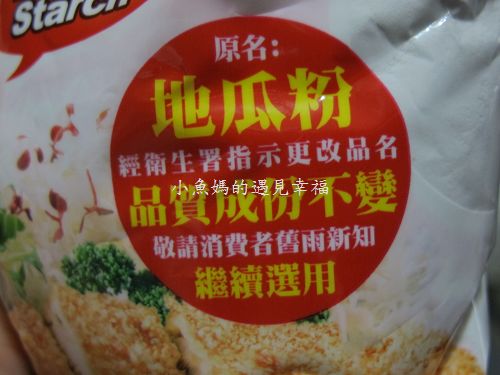 Starch
原名：
地瓜粉
經衛生署指示更改品名
小魚媽的遇見幸福
品質成份不變
敬請消費者舊雨新知
繼續選用